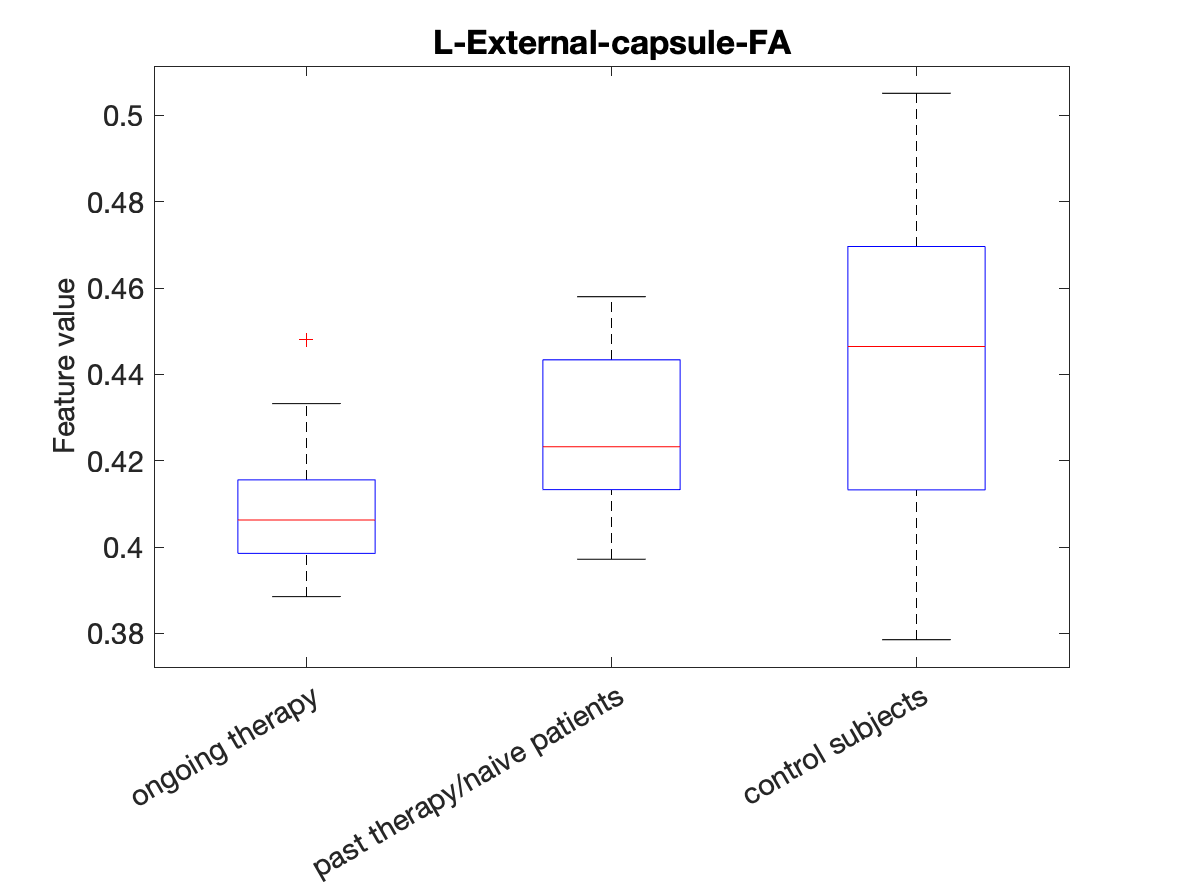 L-External-capsule-FA
0.5
0.48
0.46
0.44
0.42
0.4
0.38
Feature value
ongoing therapy
past therapy/naive patients
control subjects